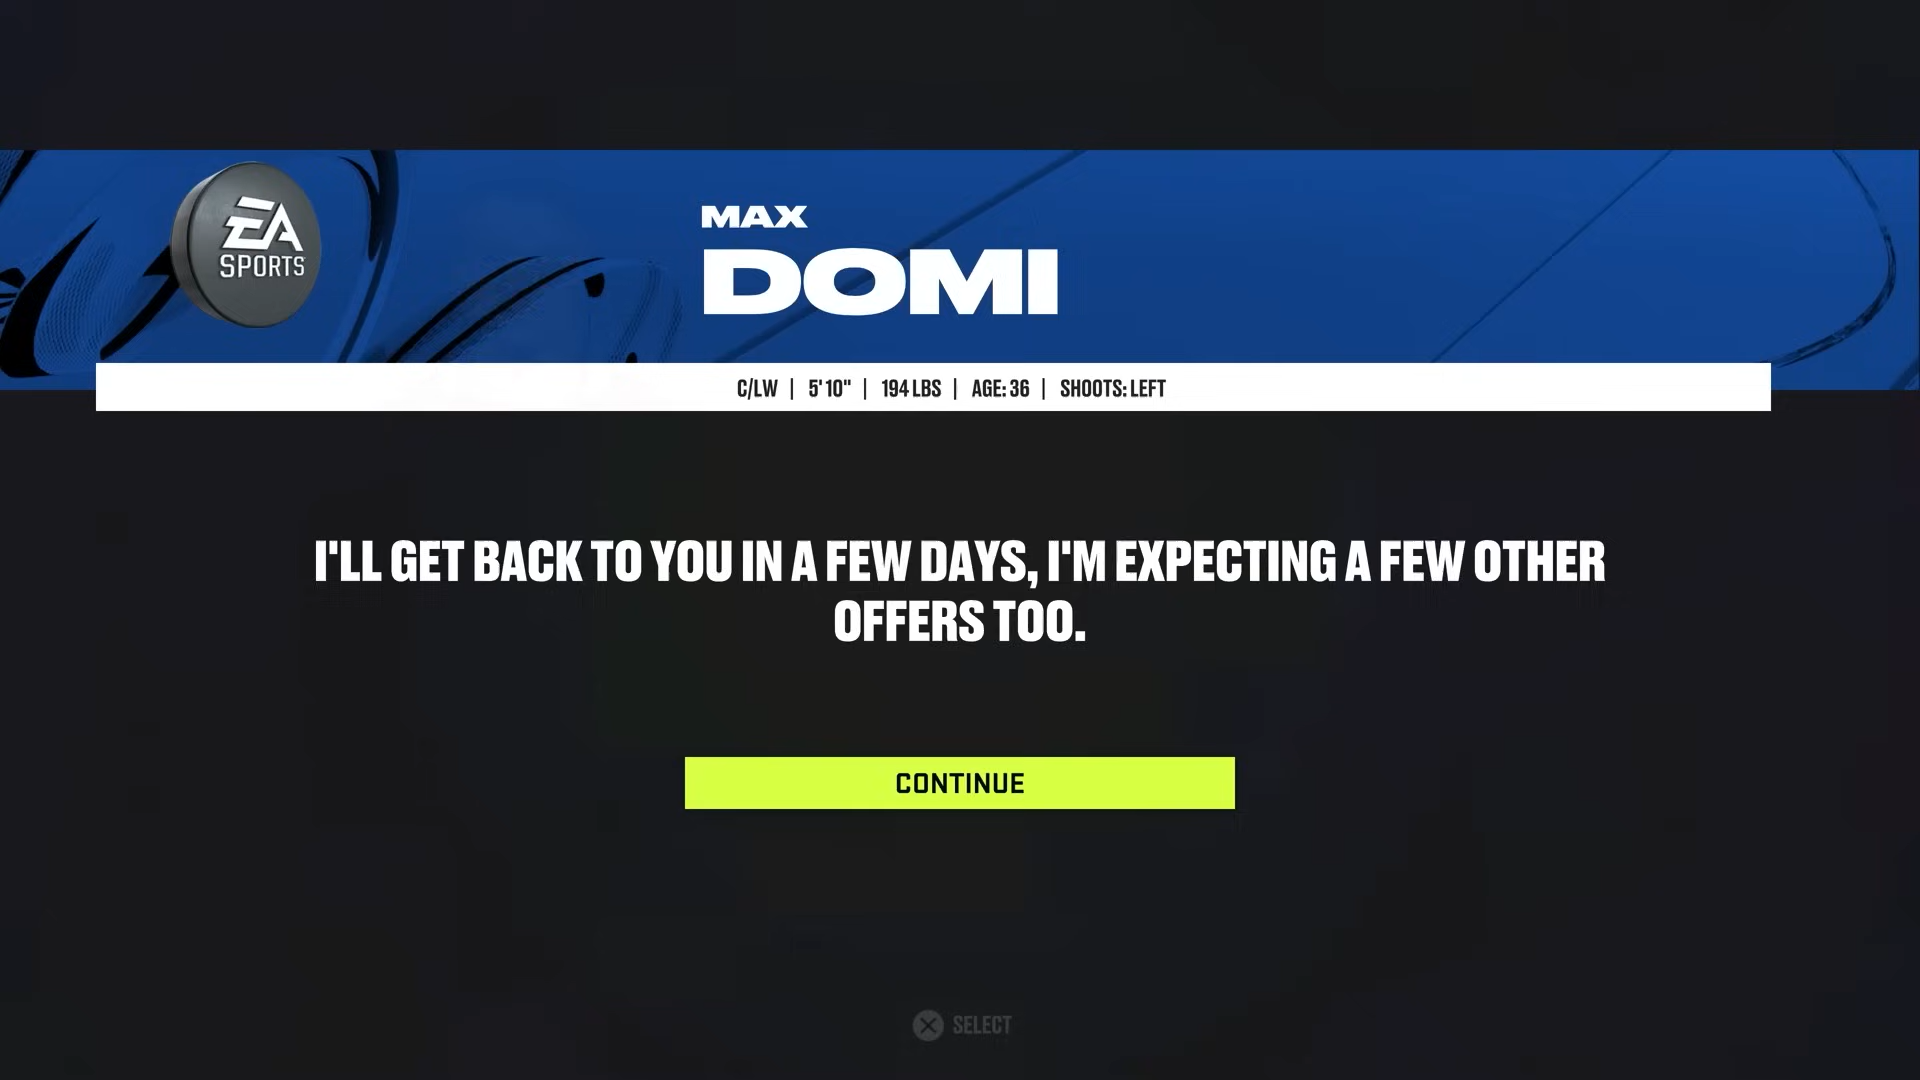 EA
SPORTS
MAX
DOMI
C/LW | 5'10" | 194 LBS | AGE: 36 | SHOOTS: LEFT
I'LL GET BACK TO YOU IN A FEW DAYS, I'M EXPECTING A FEW OTHER
OFFERS TOO.
CONTINUE
SELECT